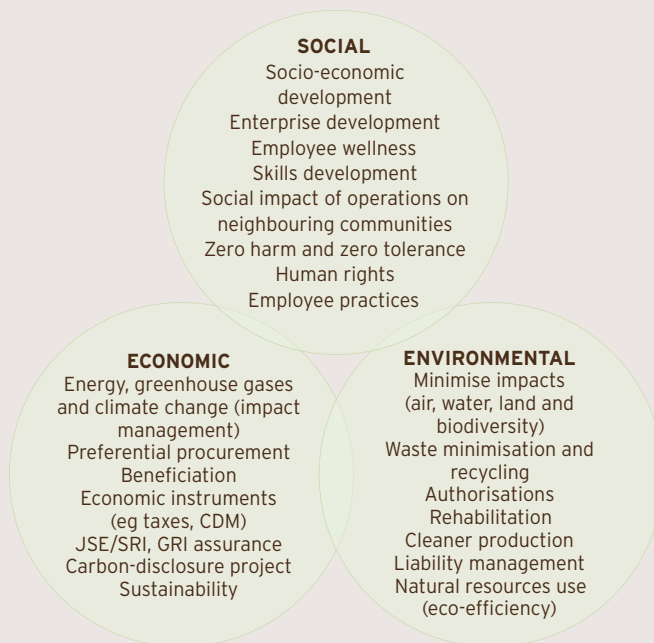 SOCIAL
Socio-economic
development
Enterprise development
Employee wellness
Skills development
Social impact of operations on
neighbouring communities
Zero harm and zero tolerance
Human rights
Employee practices
ECONOMIC
Energy, greenhouse gases
and climate change (impact
management)
Preferential procurement
Beneficiation
Economic instruments
(eg taxes, CDM)
JSE/SRI, GRI assurance
Carbon-disclosure project
Sustainability
ENVIRONMENTAL
Minimise impacts
(air, water, land and
biodiversity)
Waste minimisation and
recycling
Authorisations
Rehabilitation
Cleaner production
Liability management
Natural resources use
(eco-efficiency)